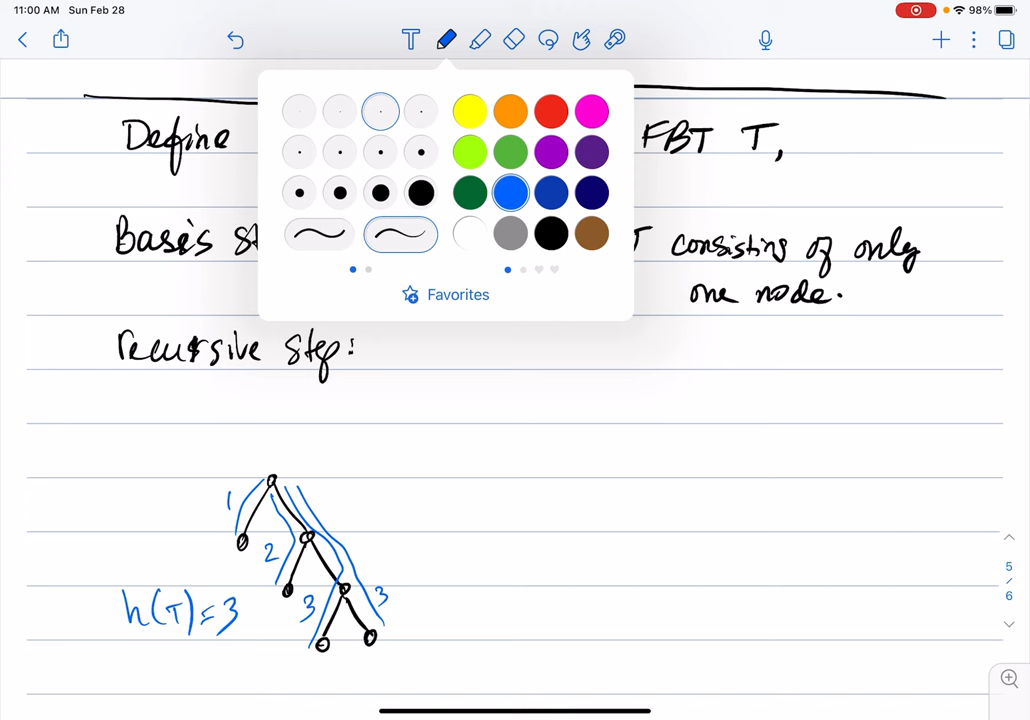 11:00 AM Sun Feb 28
98%
T
Define FBT T,
Basis consisting of only
one node.
Favorites
recursive step:
1
2
3
3
h(T)=3
5
/
6